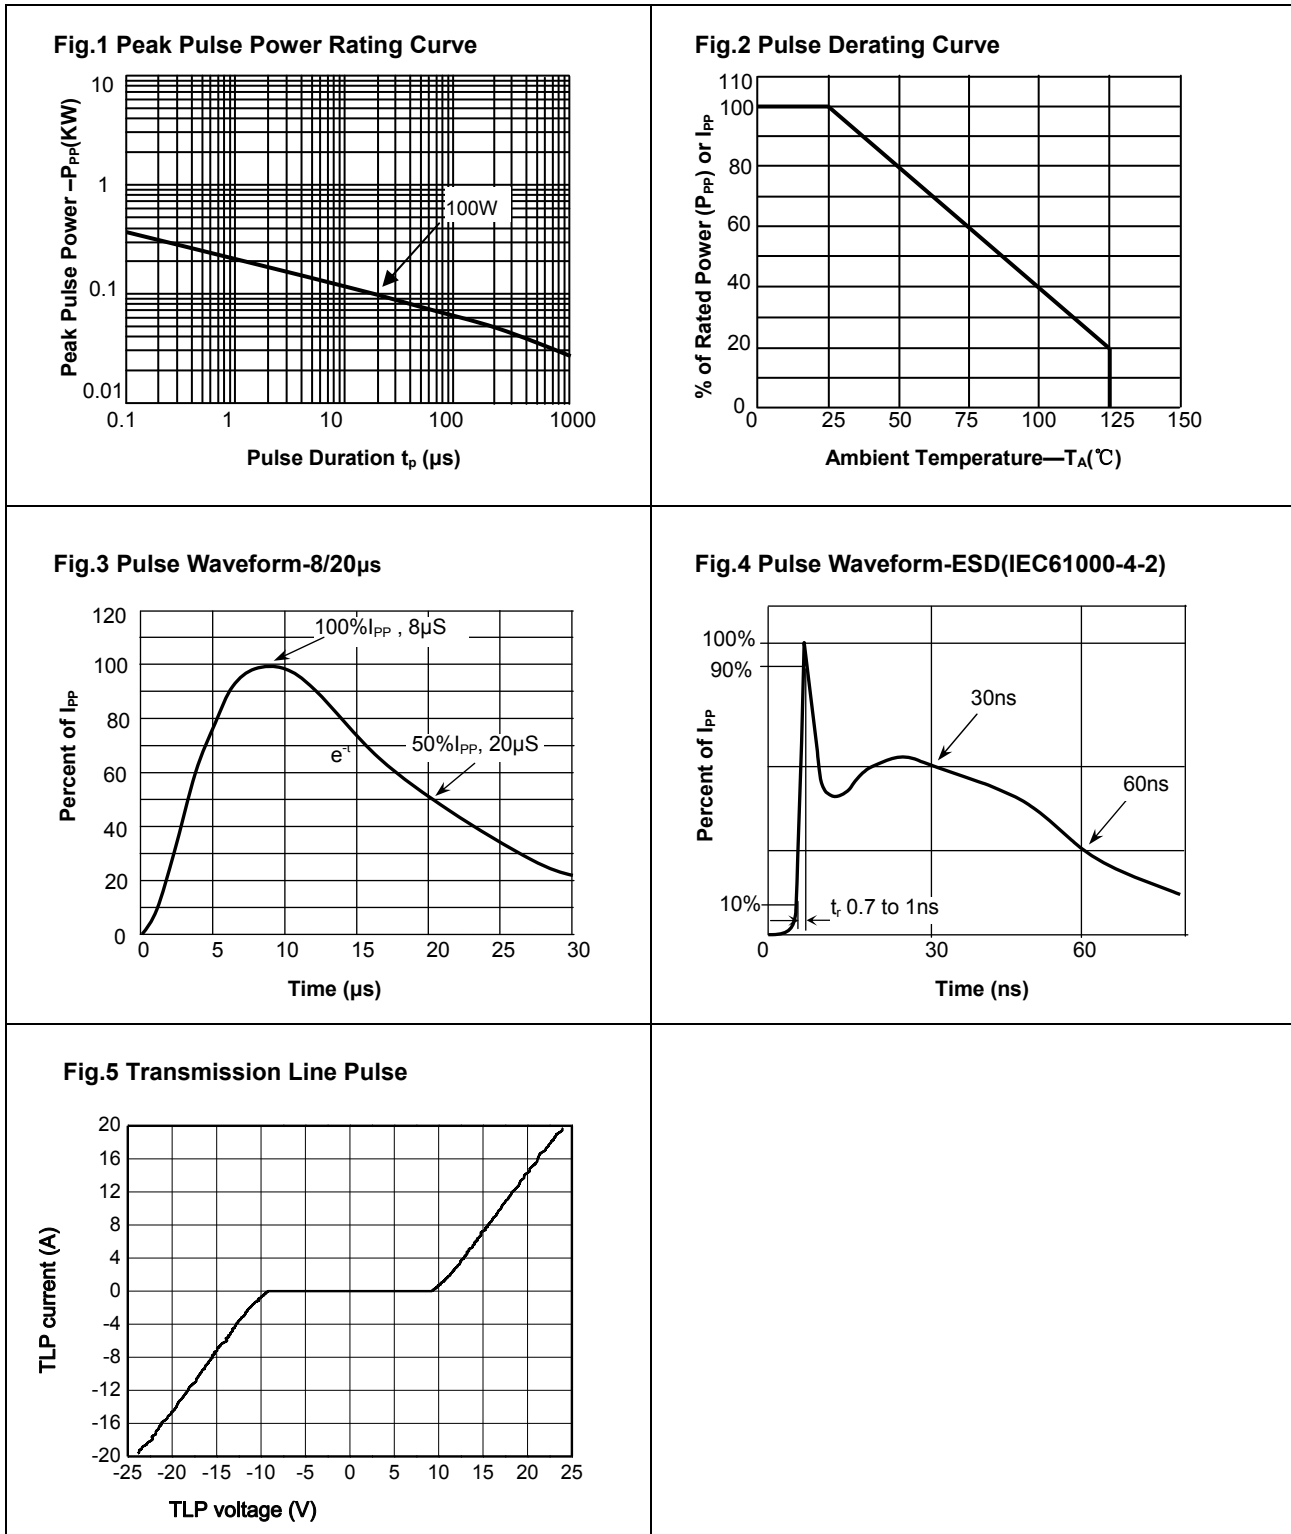 Fig.1 Peak Pulse Power Rating Curve
Peak Pulse Power –PPP(KW)
10
1
0.1
0.01
100W
0.1 1 10 100 1000
Pulse Duration tp (µs)
Fig.2 Pulse Derating Curve
% of Rated Power (PPP) or IPP
110
100
80
60
40
20
0
0 25 50 75 100 125 150
Ambient Temperature—TA(℃)
Fig.3 Pulse Waveform-8/20µs
Percent of IPP
120
100
80
60
40
20
0
100%IPP , 8µS
e-t
50%IPP, 20µS
0 5 10 15 20 25 30
Time (µs)
Fig.4 Pulse Waveform-ESD(IEC61000-4-2)
Percent of IPP
100%
90%
10%
30ns
60ns
tr 0.7 to 1ns
0 30 60
Time (ns)
Fig.5 Transmission Line Pulse
TLP current (A)
20
16
12
8
4
0
-4
-8
-12
-16
-20
-25 -20 -15 -10 -5 0 5 10 15 20 25
TLP voltage (V)